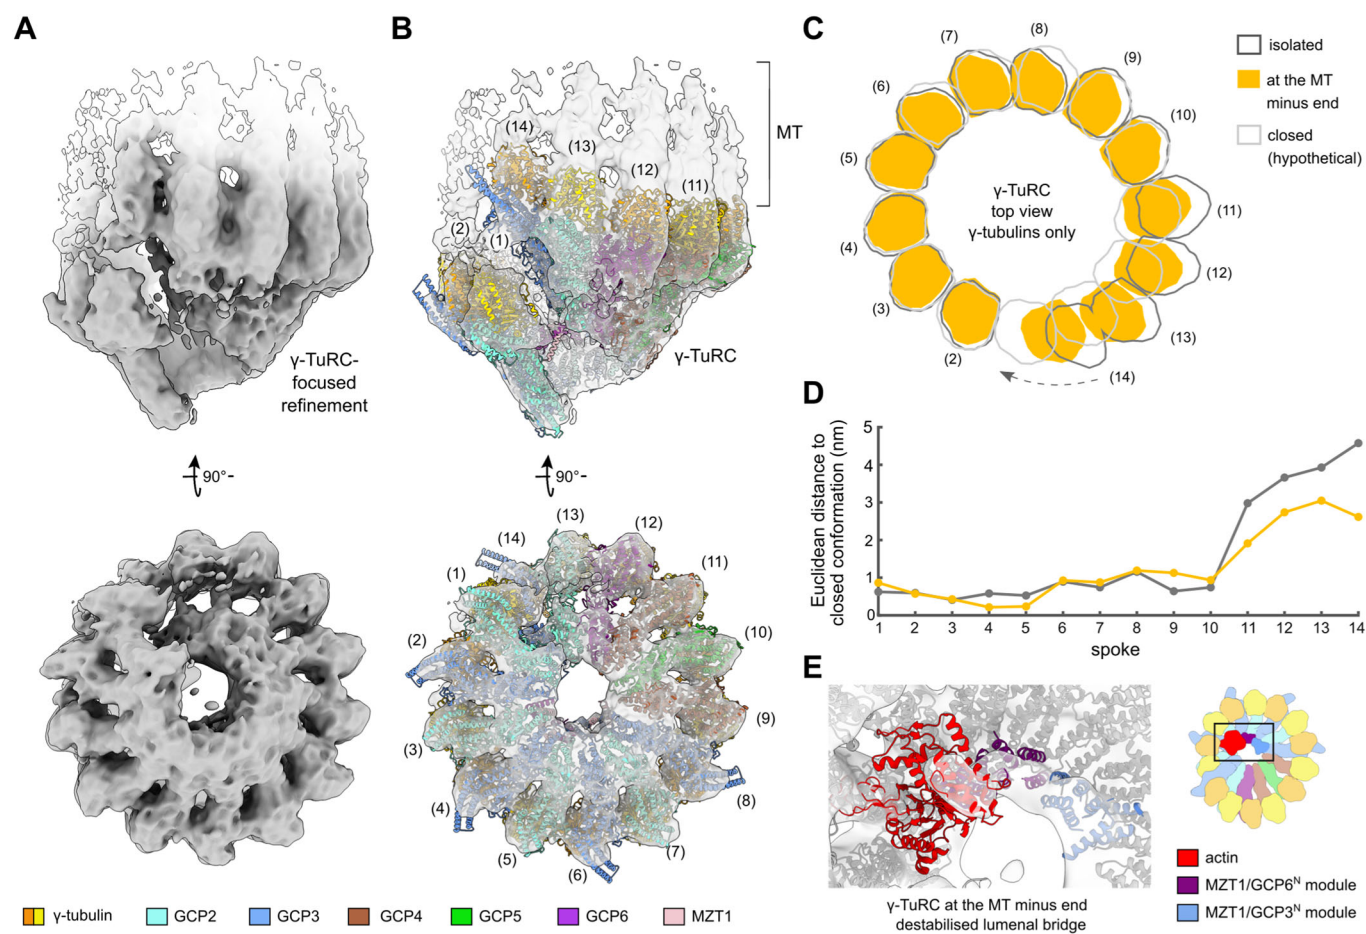 A
γ-TuRC-
focused
refinement
90°
B
MT
(14)
(13)
(12)
(11)
(2)
(1)
γ-TuRC
90°
(13)
(12)
(14)
(11)
(1)
(10)
(2)
(9)
(3)
(8)
(4)
(7)
(5)
(6)
γ-tubulin
GCP2
GCP3
GCP4
GCP5
GCP6
MZT1
C
(8)
(7)
(9)
(6)
(10)
(5)
(11)
(4)
(12)
(3)
(13)
(2)
(14)
γ-TuRC
top view
γ-tubulins only
isolated
at the MT
minus end
closed
(hypothetical)
D
Euclidean distance to
closed conformation (nm)
5
4
3
2
1
0
1 2 3 4 5 6 7 8 9 10 11 12 13 14
spoke
E
γ-TuRC at the MT minus end
destabilised lumenal bridge
actin
MZT1/GCP6ᴺ module
MZT1/GCP3ᴺ module